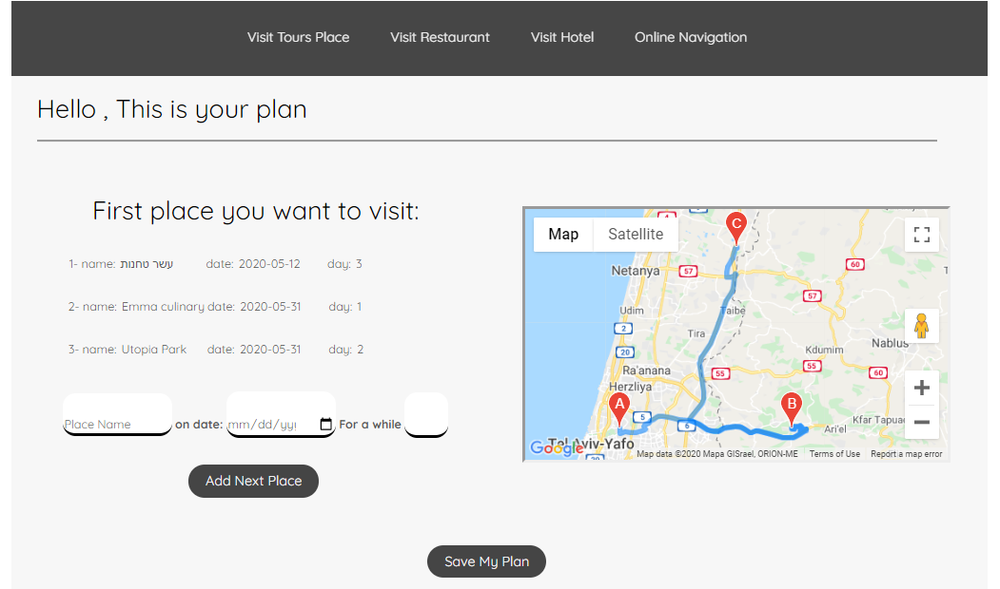 Visit Tours Place Visit Restaurant Visit Hotel Online Navigation
Hello , This is your plan
First place you want to visit:
1- name: עשר טחנות date: 2020-05-12 day: 3
2- name: Emma culinary date: 2020-05-31 day: 1
3- name: Utopia Park date: 2020-05-31 day: 2
Place Name on date: mm/dd/yyy For a while
Add Next Place
Save My Plan
Map Satellite
C
Netanya 57 60
57
Udim Taibe
2
Tira Nablus
20 Kdumim
Ra'anana 55 55 60
Herzliya
A B
5 6 Kfar Tapuac
Ari'el
Tel Aviv-Yafo
Google
20
Map data ©2020 Mapa GISrael, ORION-ME Terms of Use Report a map error